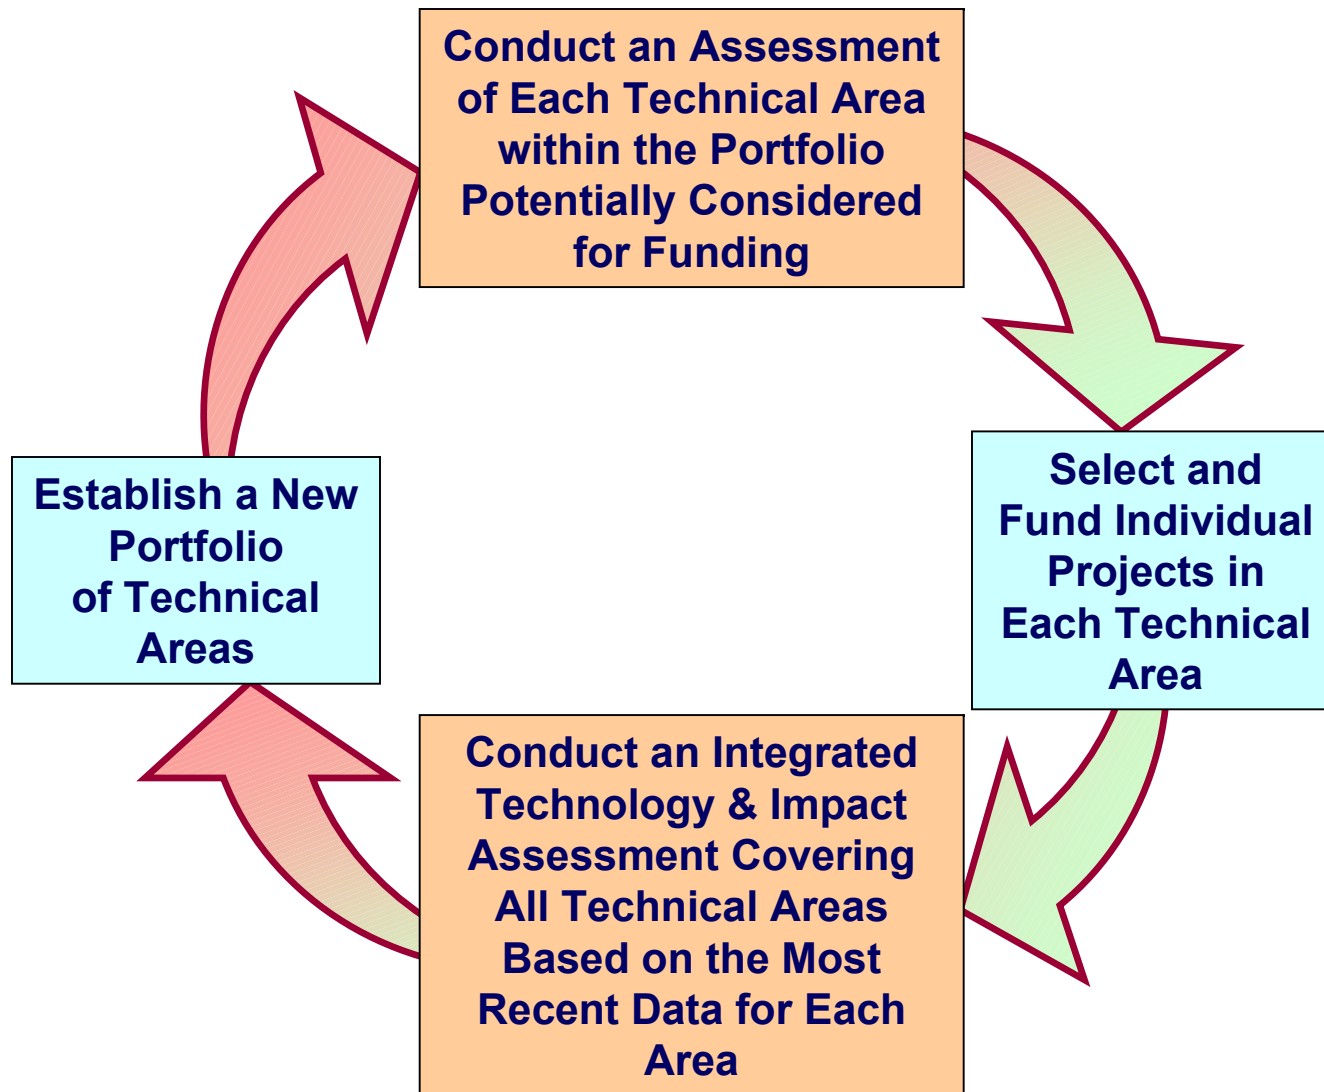 Conduct an Assessment
of Each Technical Area
within the Portfolio
Potentially Considered
for Funding
Select and
Fund Individual
Projects in
Each Technical
Area
Conduct an Integrated
Technology & Impact
Assessment Covering
All Technical Areas
Based on the Most
Recent Data for Each
Area
Establish a New
Portfolio
of Technical
Areas